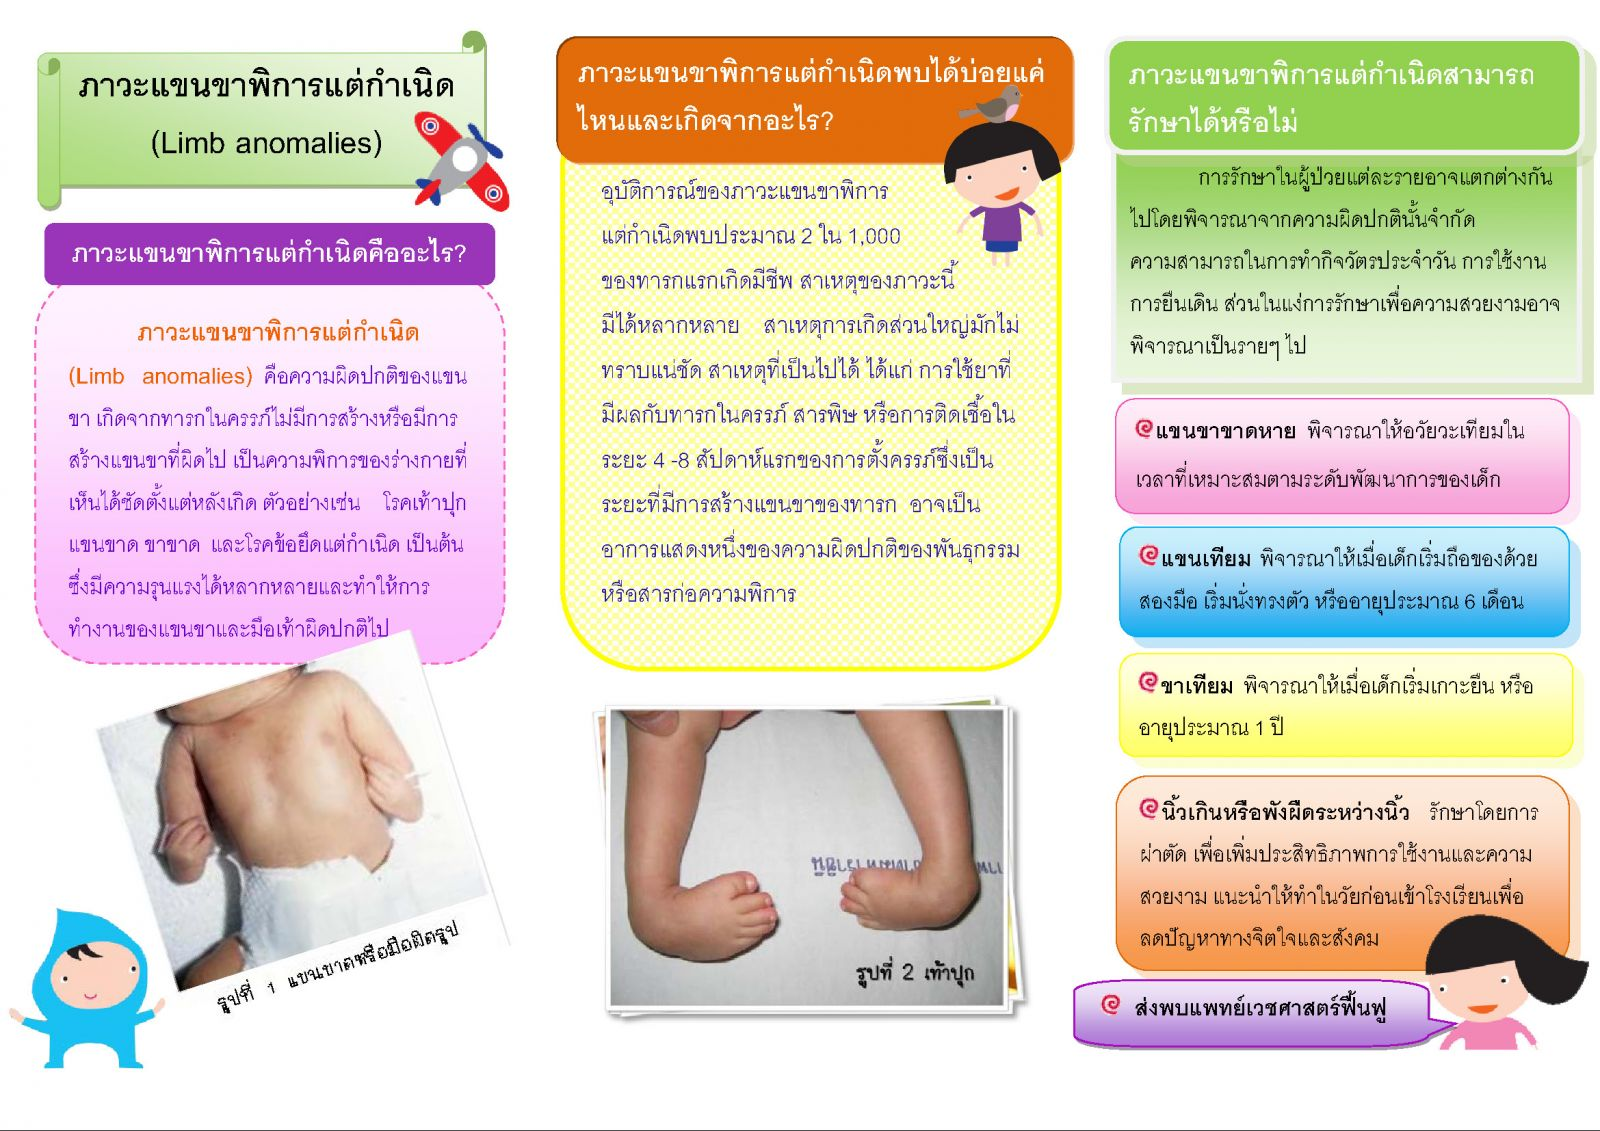 ภาวะแขนขาพิการแต่กำเนิด
(Limb anomalies)
ภาวะแขนขาพิการแต่กำเนิดคืออะไร?
ภาวะแขนขาพิการแต่กำเนิด
(Limb anomalies) คือความผิดปกติของแขน
ขา เกิดจากทารกในครรภ์ไม่มีการสร้างหรือมีการ
สร้างแขนขาที่ผิดไป เป็นความพิการของร่างกายที่
เห็นได้ชัดตั้งแต่หลังเกิด ตัวอย่างเช่น โรคเท้าปุก
แขนขาด ขาขาด และโรคข้อยึดแต่กำเนิด เป็นต้น
ซึ่งมีความรุนแรงได้หลากหลายและทำให้การ
ทำงานของแขนขาและมือเท้าผิดปกติไป
รูปที่ 1 แขนขาดหรือมือผิดรูป
ภาวะแขนขาพิการแต่กำเนิดพบได้บ่อยแค่
ไหนและเกิดจากอะไร?
อุบัติการณ์ของภาวะแขนขาพิการ
แต่กำเนิดพบประมาณ 2 ใน 1,000
ของทารกแรกเกิดมีชีพ สาเหตุของภาวะนี้
มีได้หลากหลาย สาเหตุการเกิดส่วนใหญ่มักไม่
ทราบแน่ชัด สาเหตุที่เป็นไปได้ ได้แก่ การใช้ยาที่
มีผลกับทารกในครรภ์ สารพิษ หรือการติดเชื้อใน
ระยะ 4 -8 สัปดาห์แรกของการตั้งครรภ์ซึ่งเป็น
ระยะที่มีการสร้างแขนขาของทารก อาจเป็น
อาการแสดงหนึ่งของความผิดปกติของพันธุกรรม
หรือสารก่อความพิการ
รูปที่ 2 เท้าปุก
ภาวะแขนขาพิการแต่กำเนิดสามารถ
รักษาได้หรือไม่
การรักษาในผู้ป่วยแต่ละรายอาจแตกต่างกัน
ไปโดยพิจารณาจากความผิดปกตินั้นจำกัด
ความสามารถในการทำกิจวัตรประจำวัน การใช้งาน
การยืนเดิน ส่วนในแง่การรักษาเพื่อความสวยงามอาจ
พิจารณาเป็นรายๆ ไป
แขนขาขาดหาย พิจารณาให้อวัยวะเทียมใน
เวลาที่เหมาะสมตามระดับพัฒนาการของเด็ก
แขนเทียม พิจารณาให้เมื่อเด็กเริ่มถือของด้วย
สองมือ เริ่มนั่งทรงตัว หรืออายุประมาณ 6 เดือน
ขาเทียม พิจารณาให้เมื่อเด็กเริ่มเกาะยืน หรือ
อายุประมาณ 1 ปี
นิ้วเกินหรือพังผืดระหว่างนิ้ว รักษาโดยการ
ผ่าตัด เพื่อเพิ่มประสิทธิภาพการใช้งานและความ
สวยงาม แนะนำให้ทำในวัยก่อนเข้าโรงเรียนเพื่อ
ลดปัญหาทางจิตใจและสังคม
ส่งพบแพทย์เวชศาสตร์ฟื้นฟู